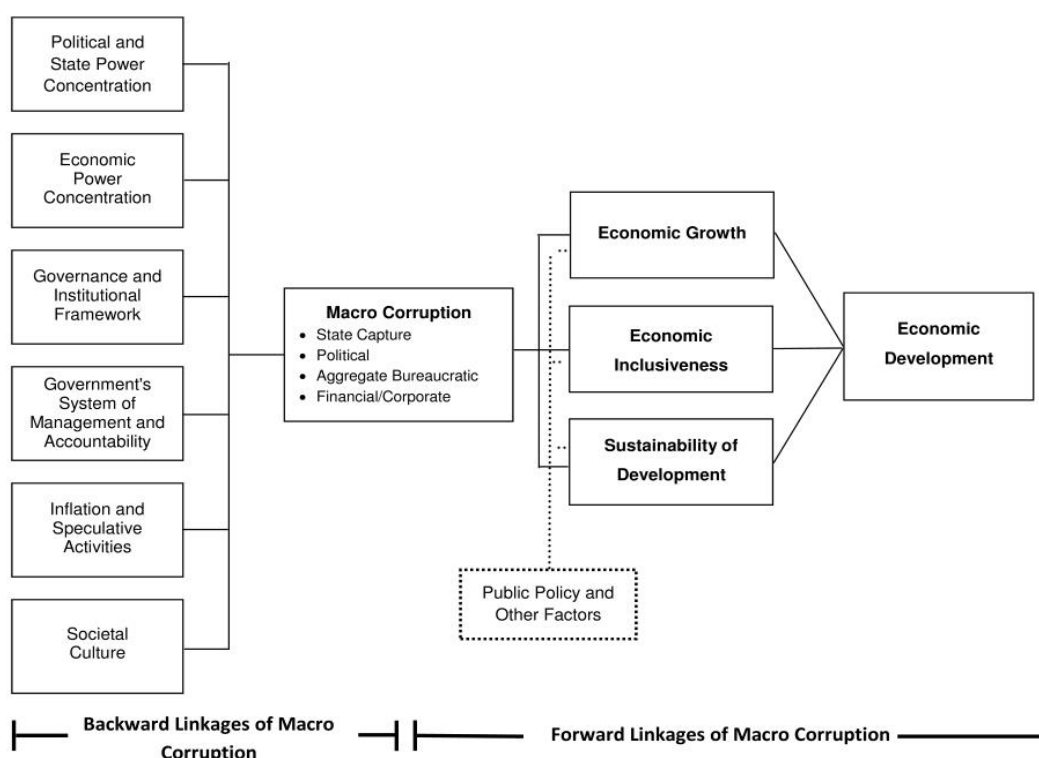 Political and
State Power
Concentration
Economic
Power
Concentration
Governance and
Institutional
Framework
Government's
System of
Management and
Accountability
Inflation and
Speculative
Activities
Societal
Culture
Macro Corruption
• State Capture
• Political
• Aggregate Bureaucratic
• Financial/Corporate
Economic Growth
Economic
Inclusiveness
Sustainability of
Development
Public Policy and
Other Factors
Economic
Development
Backward Linkages of Macro
Corruption
Forward Linkages of Macro Corruption